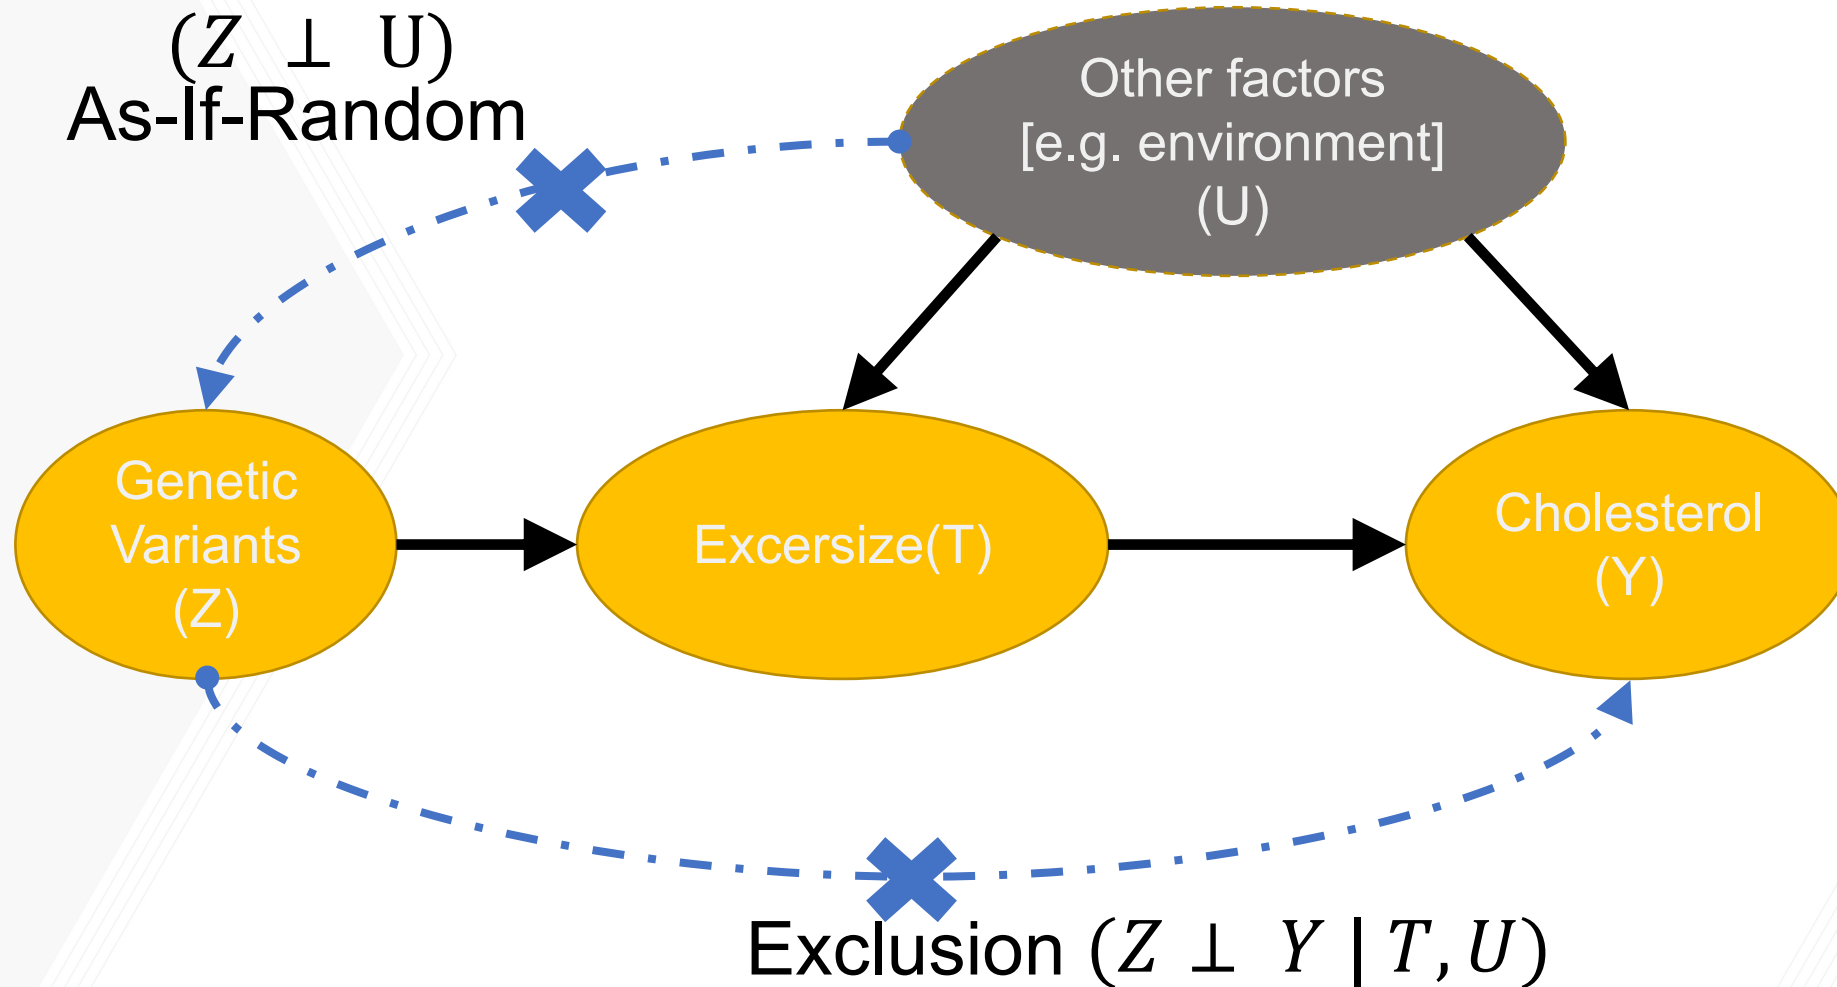 (Z ⊥ U)
As-If-Random
Other factors
[e.g. environment]
(U)
Genetic
Variants
(Z)
Excersize(T)
Cholesterol
(Y)
Exclusion (Z ⊥ Y | T, U)